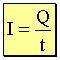 I = Q/t